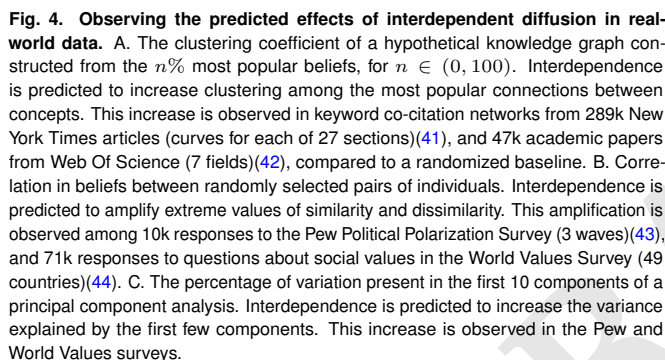 Fig. 4. Observing the predicted effects of interdependent diffusion in real-
world data. A. The clustering coefficient of a hypothetical knowledge graph con-
structed from the n% most popular beliefs, for n ∈ (0, 100). Interdependence
is predicted to increase clustering among the most popular connections between
concepts. This increase is observed in keyword co-citation networks from 289k New
York Times articles (curves for each of 27 sections)(41), and 47k academic papers
from Web Of Science (7 fields)(42), compared to a randomized baseline. B. Corre-
lation in beliefs between randomly selected pairs of individuals. Interdependence is
predicted to amplify extreme values of similarity and dissimilarity. This amplification is
observed among 10k responses to the Pew Political Polarization Survey (3 waves)(43),
and 71k responses to questions about social values in the World Values Survey (49
countries)(44). C. The percentage of variation present in the first 10 components of a
principal component analysis. Interdependence is predicted to increase the variance
explained by the first few components. This increase is observed in the Pew and
World Values surveys.